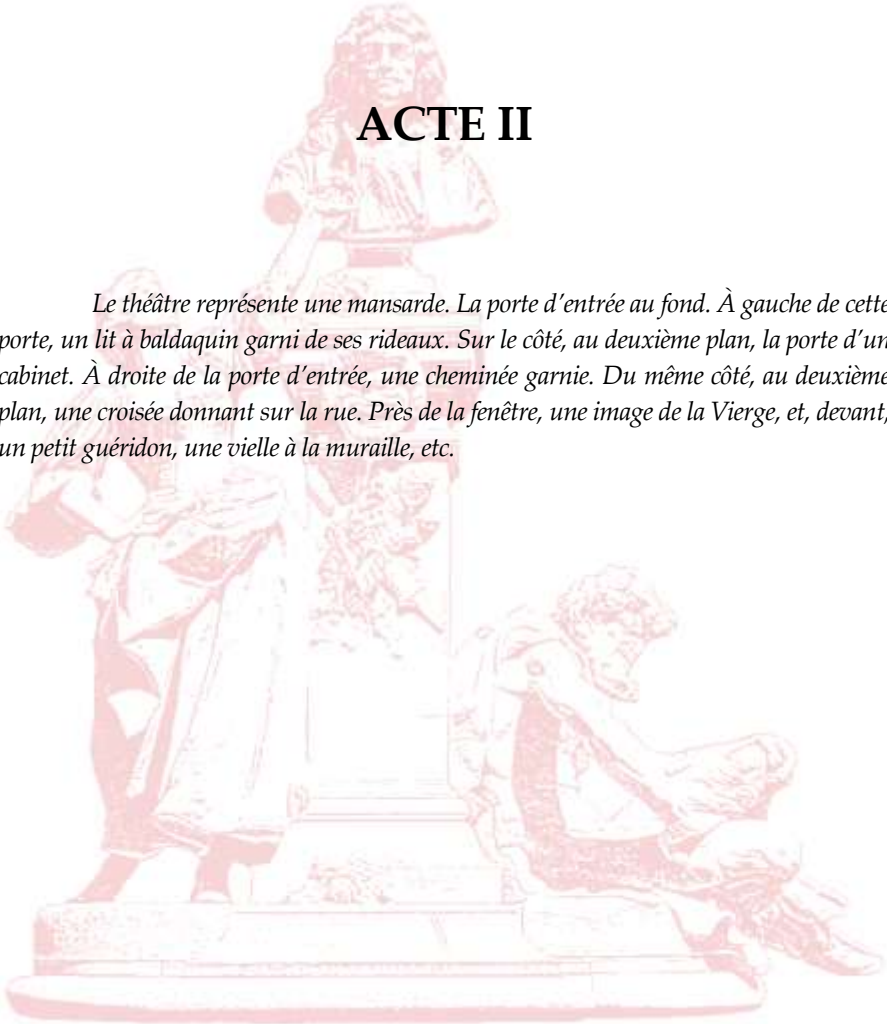 ACTE II
Le théâtre représente une mansarde. La porte d’entrée au fond. À gauche de cette
porte, un lit à baldaquin garni de ses rideaux. Sur le côté, au deuxième plan, la porte d’un
cabinet. À droite de la porte d’entrée, une cheminée garnie. Du même côté, au deuxième
plan, une croisée donnant sur la rue. Près de la fenêtre, une image de la Vierge, et, devant,
un petit guéridon, une vielle à la muraille, etc.